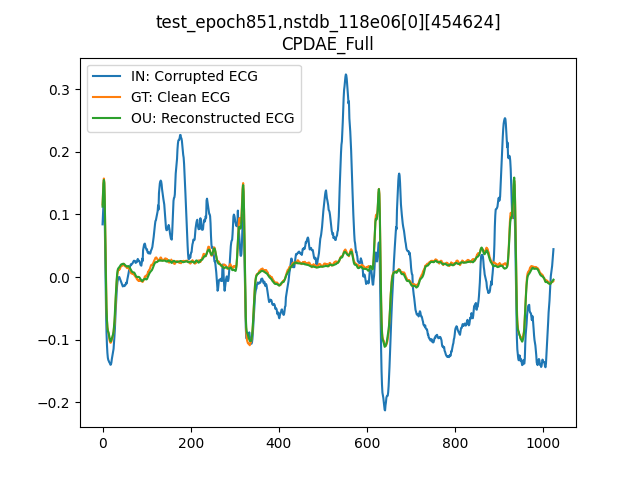 test_epoch851,nstdb_118e06[0][454624]
CPDAE_Full
IN: Corrupted ECG
GT: Clean ECG
OU: Reconstructed ECG
0.3
0.2
0.1
0.0
−0.1
−0.2
0 200 400 600 800 1000